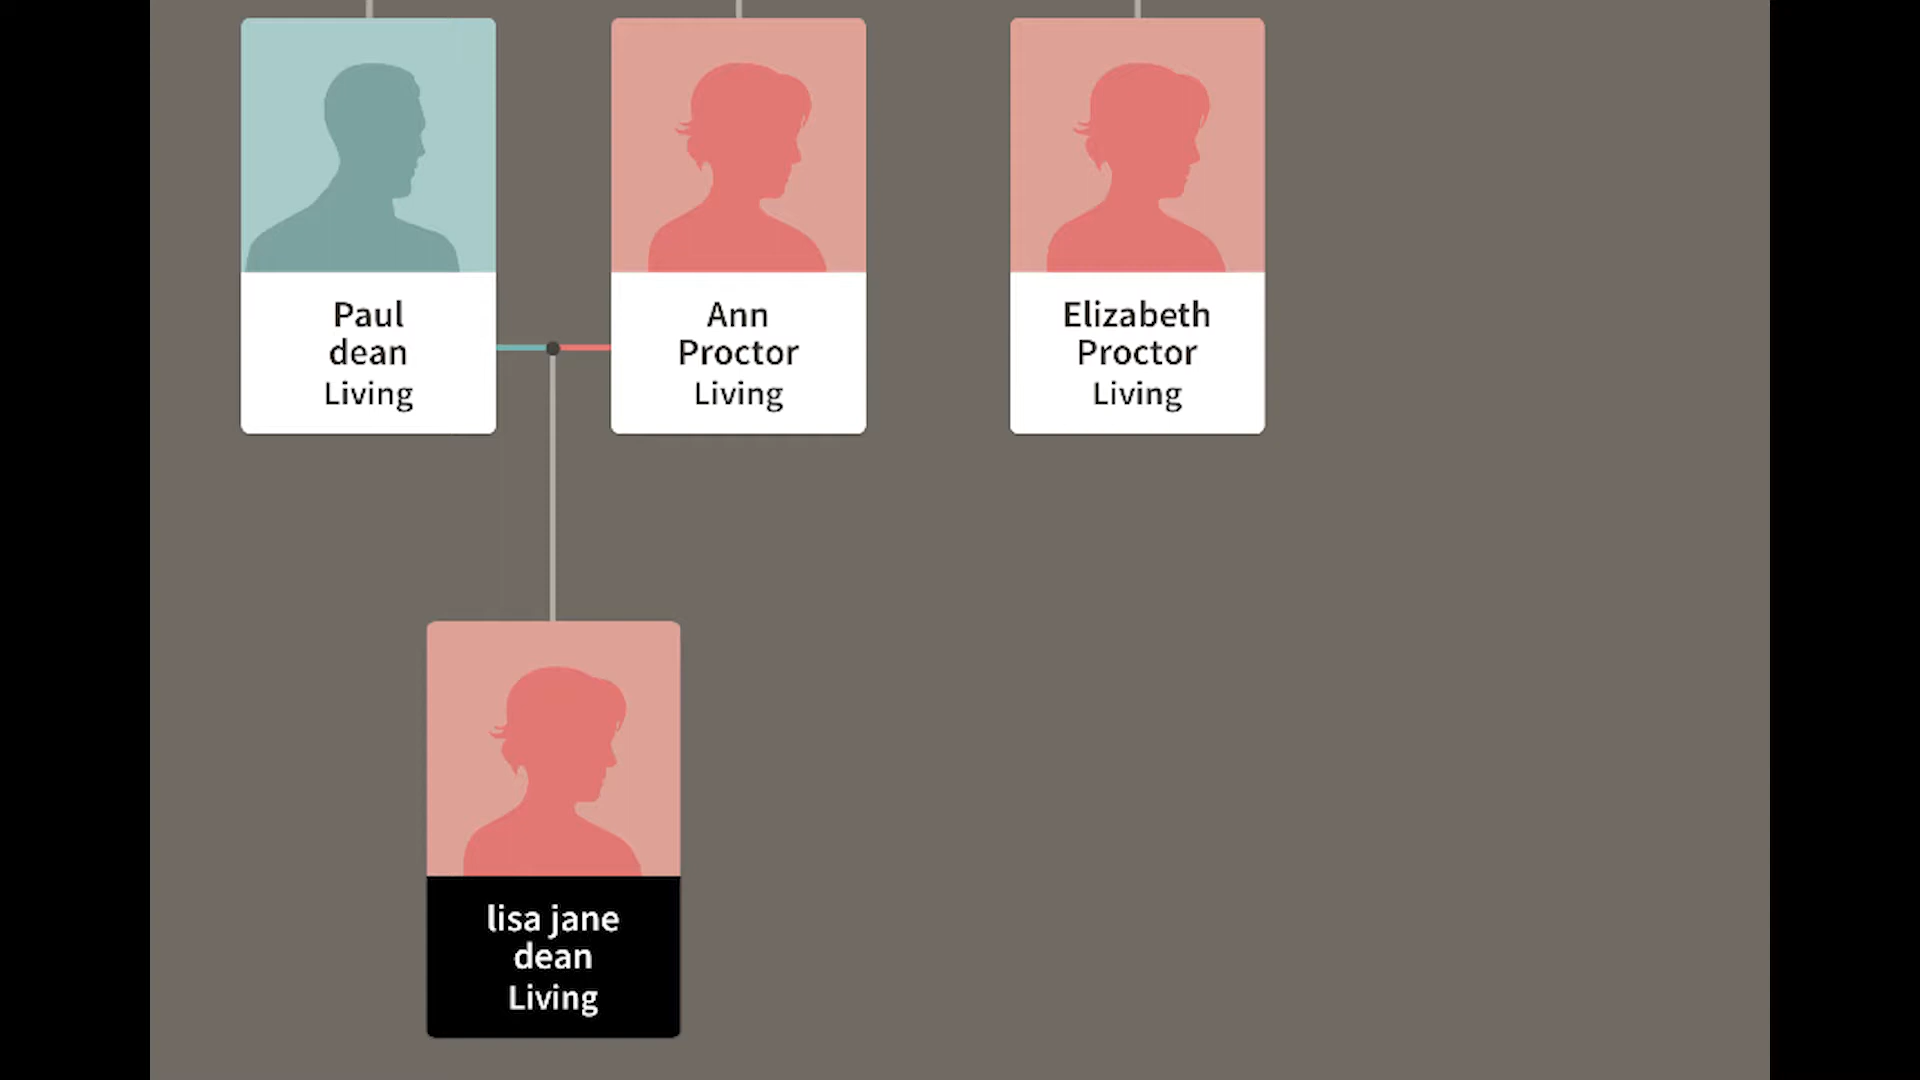 Paul
dean
Living
Ann
Proctor
Living
Elizabeth
Proctor
Living
lisa jane
dean
Living